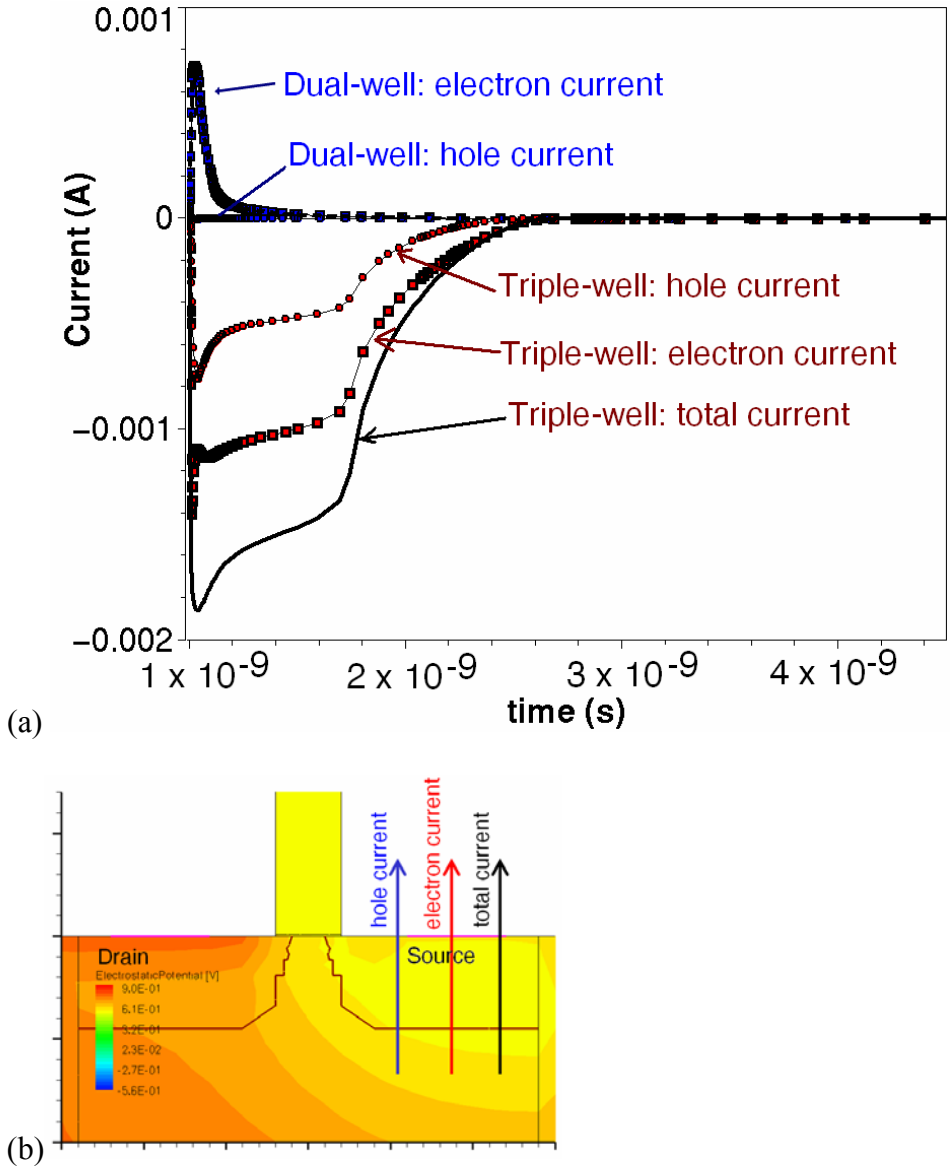 0.001
Dual-well: electron current
Dual-well: hole current
Current (A)
0
Triple-well: hole current
Triple-well: electron current
−0.001
Triple-well: total current
−0.002
1 x 10-9
2 x 10-9
3 x 10-9
4 x 10-9
time (s)
(a)
hole current
electron current
total current
Drain
Source
ElectrostaticPotential [V]
9.0E-01
6.1E-01
3.2E-01
2.3E-02
-2.7E-01
-5.6E-01
(b)